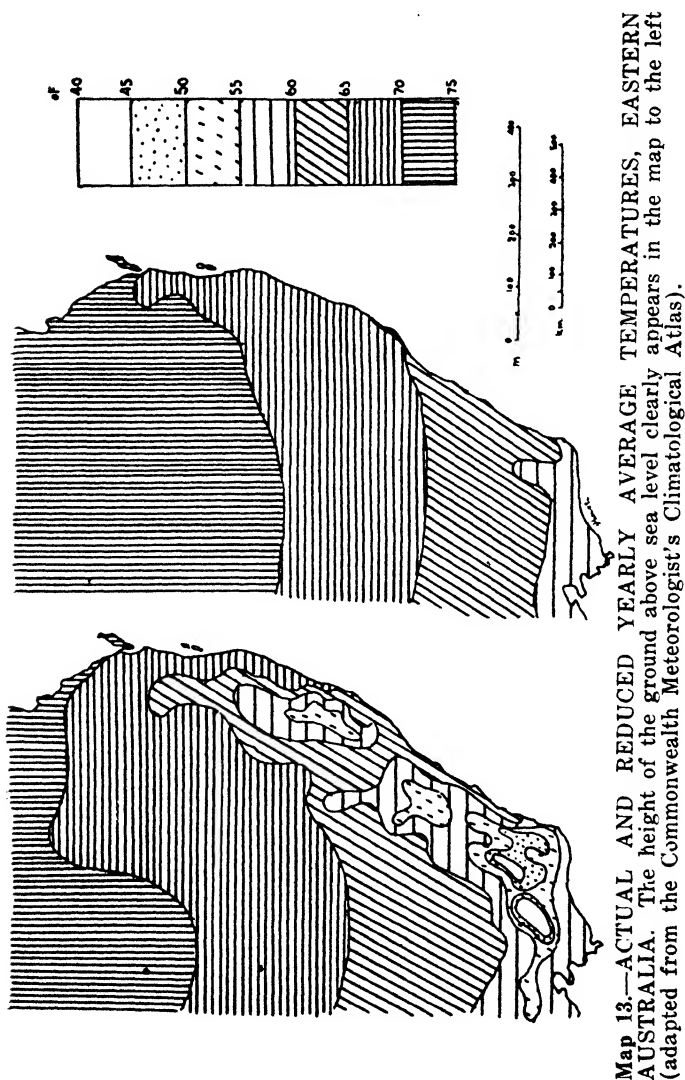 °F
40
45
50
55
60
65
70
75
m 0 100 200 300 400
km 0 100 200 300 400 500
Map 13.—ACTUAL AND REDUCED YEARLY AVERAGE TEMPERATURES, EASTERN
AUSTRALIA. The height of the ground above sea level clearly appears in the map to the left
(adapted from the Commonwealth Meteorologist's Climatological Atlas).